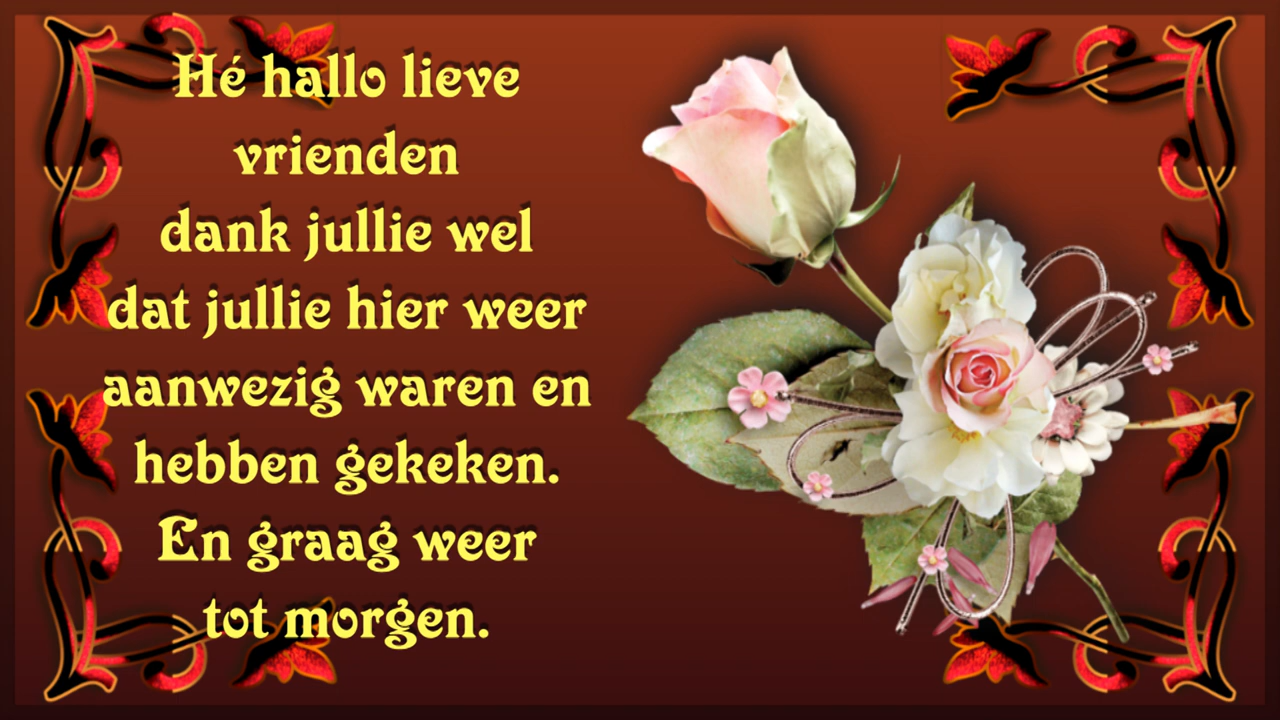 Hé hallo lieve
vrienden
dank jullie wel
dat jullie hier weer
aanwezig waren en
hebben gekeken.
En graag weer
tot morgen.